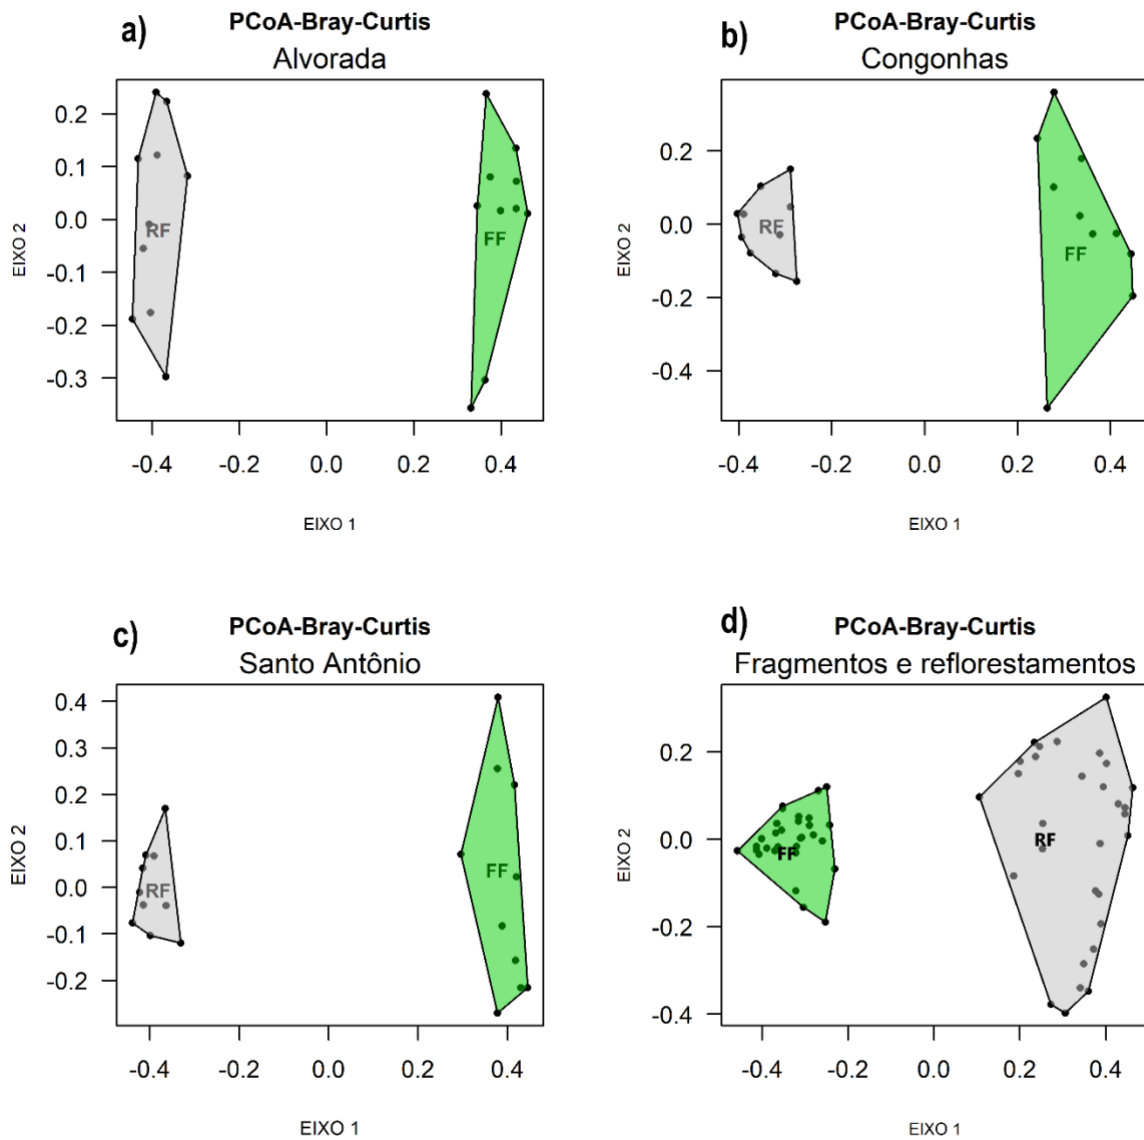 a)
PCoA-Bray-Curtis
Alvorada
EIXO 2
0.2
0.1
0.0
-0.1
-0.2
-0.3
RF
FF
-0.4 -0.2 0.0 0.2 0.4
EIXO 1
b)
PCoA-Bray-Curtis
Congonhas
EIXO 2
0.2
0.0
-0.2
-0.4
RF
FF
-0.4 -0.2 0.0 0.2 0.4
EIXO 1
c)
PCoA-Bray-Curtis
Santo Antônio
EIXO 2
0.4
0.3
0.2
0.1
0.0
-0.1
-0.2
RF
FF
-0.4 -0.2 0.0 0.2 0.4
EIXO 1
d)
PCoA-Bray-Curtis
Fragmentos e reflorestamentos
EIXO 2
0.2
0.0
-0.2
-0.4
FF
RF
-0.4 -0.2 0.0 0.2 0.4
EIXO 1